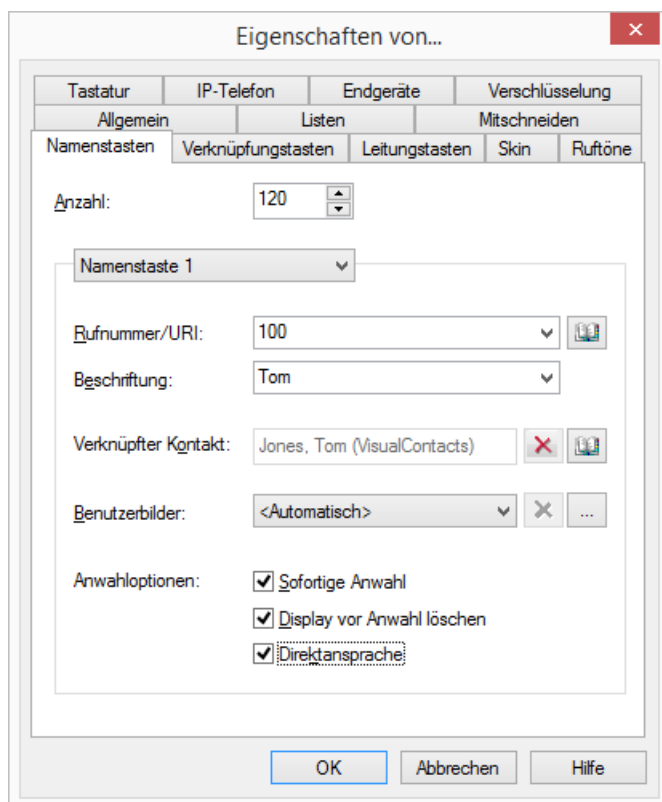 Eigenschaften von...
Tastatur IP-Telefon Endgeräte Verschlüsselung
Allgemein Listen Mitschneiden
Namenstasten Verknüpfungstasten Leitungstasten Skin Ruftöne
Anzahl: 120
Namenstaste 1
Rufnummer/URI: 100
Beschriftung: Tom
Verknüpfter Kontakt: Jones, Tom (VisualContacts)
Benutzerbilder: <Automatisch> ...
Anwahloptionen: Sofortige Anwahl
Display vor Anwahl löschen
Direktansprache
OK Abbrechen Hilfe